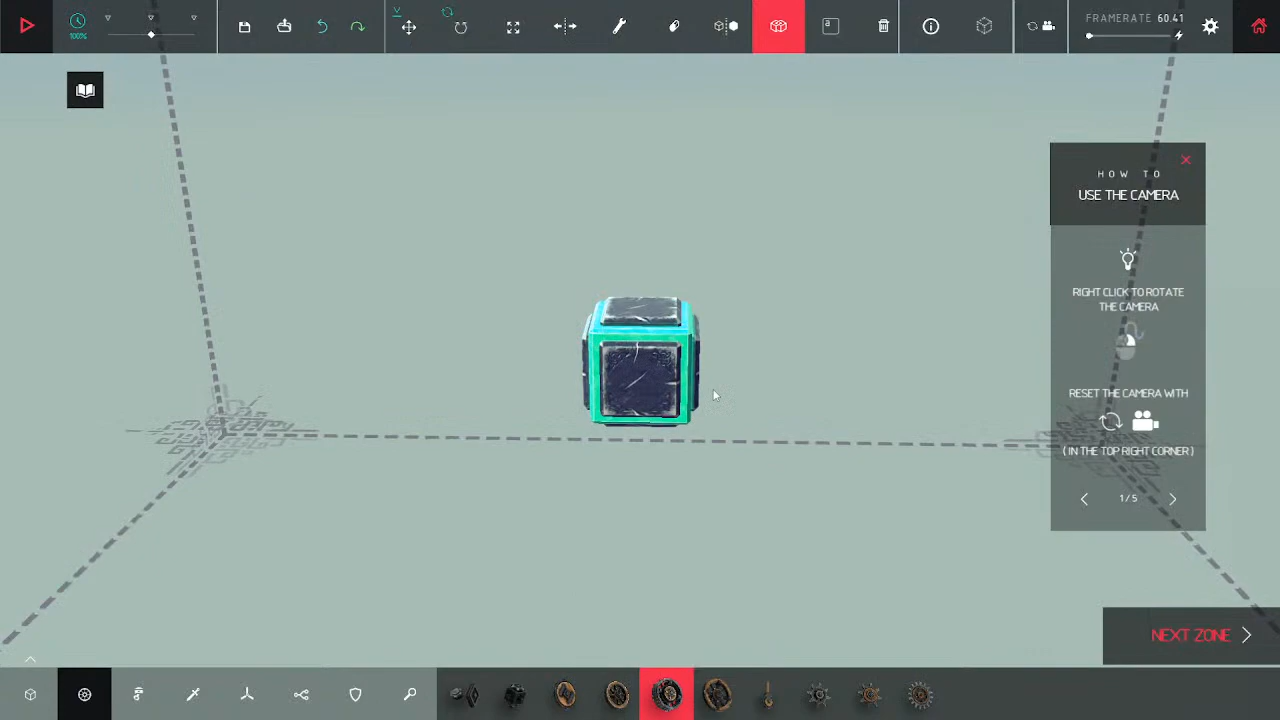 100%
a
FRAMERATE 60.41
HOW TO
USE THE CAMERA
RIGHT CLICK TO ROTATE
THE CAMERA
RESET THE CAMERA WITH
( IN THE TOP RIGHT CORNER )
1/5
NEXT ZONE